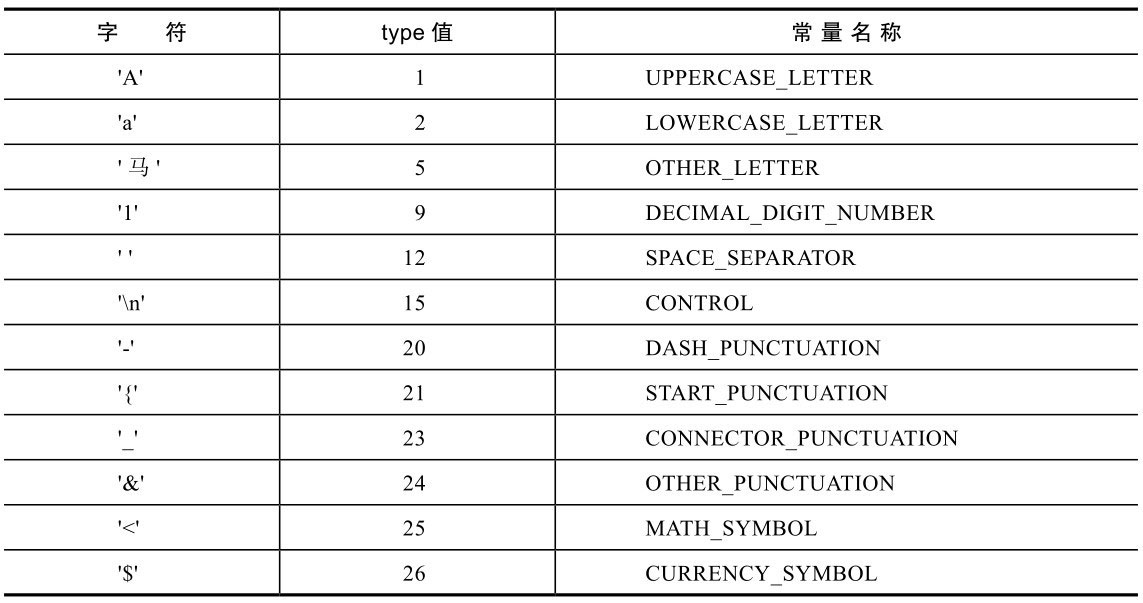 字 符 type 值 常 量 名 称
'A' 1 UPPERCASE_LETTER
'a' 2 LOWERCASE_LETTER
' 马 ' 5 OTHER_LETTER
'1' 9 DECIMAL_DIGIT_NUMBER
' ' 12 SPACE_SEPARATOR
'\n' 15 CONTROL
'-' 20 DASH_PUNCTUATION
'{' 21 START_PUNCTUATION
'_' 23 CONNECTOR_PUNCTUATION
'&' 24 OTHER_PUNCTUATION
'<' 25 MATH_SYMBOL
'$' 26 CURRENCY_SYMBOL